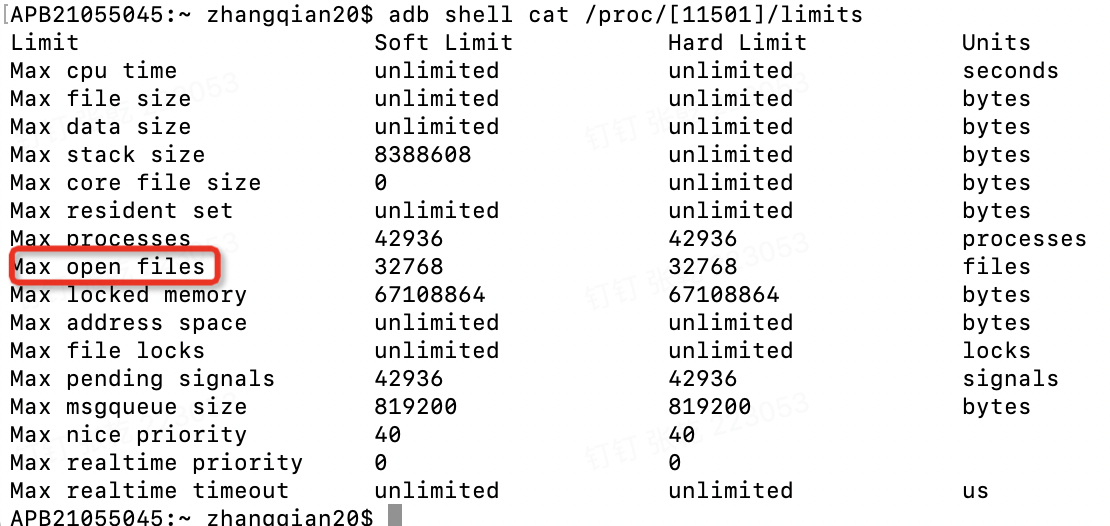 [APB21055045:~ zhangqian20$ adb shell cat /proc/[11501]/limits
Limit Soft Limit Hard Limit Units
Max cpu time unlimited unlimited seconds
Max file size unlimited unlimited bytes
Max data size unlimited unlimited bytes
Max stack size 8388608 unlimited bytes
Max core file size 0 unlimited bytes
Max resident set unlimited unlimited bytes
Max processes 42936 42936 processes
Max open files 32768 32768 files
Max locked memory 67108864 67108864 bytes
Max address space unlimited unlimited bytes
Max file locks unlimited unlimited locks
Max pending signals 42936 42936 signals
Max msgqueue size 819200 819200 bytes
Max nice priority 40 40
Max realtime priority 0 0
Max realtime timeout unlimited unlimited us
APB21055045:~ zhangqian20$